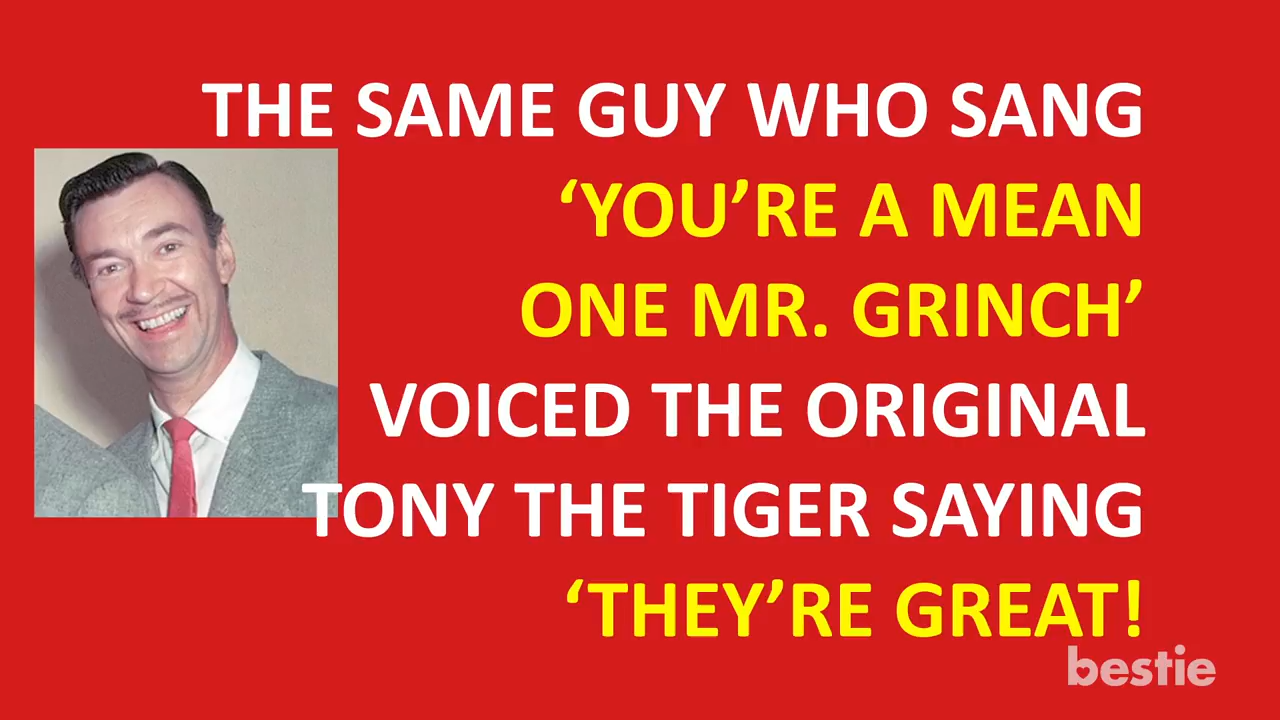 THE SAME GUY WHO SANG
‘YOU’RE A MEAN
ONE MR. GRINCH’
VOICED THE ORIGINAL
TONY THE TIGER SAYING
‘THEY’RE GREAT!
bestie